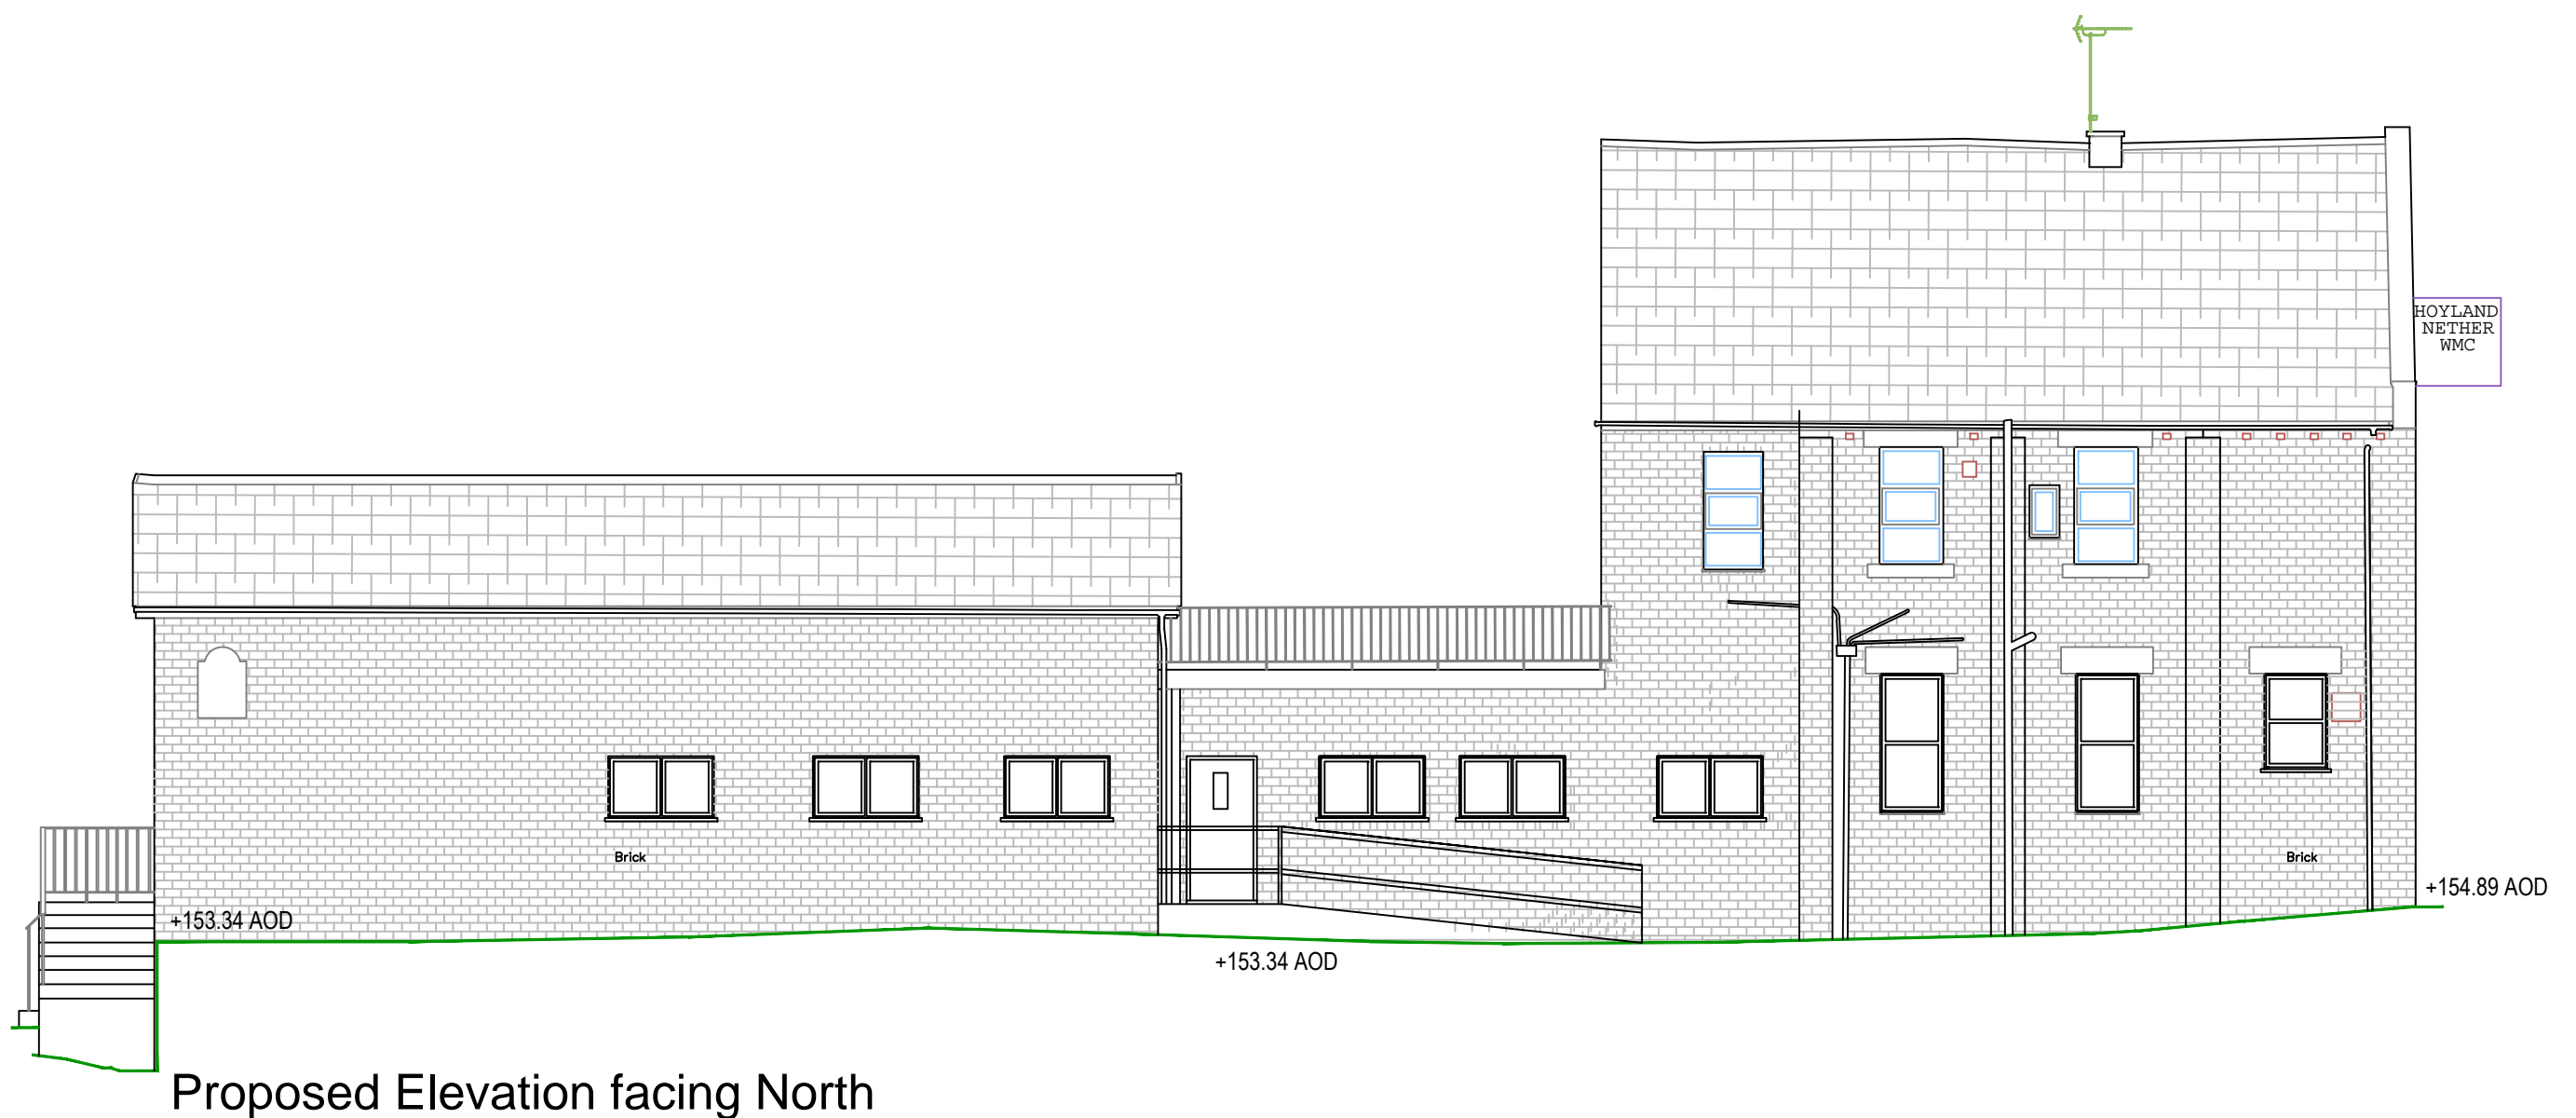 HOYLAND
NETHER
WMC
Brick
Brick
+154.89 AOD
+153.34 AOD
+153.34 AOD
Proposed Elevation facing North